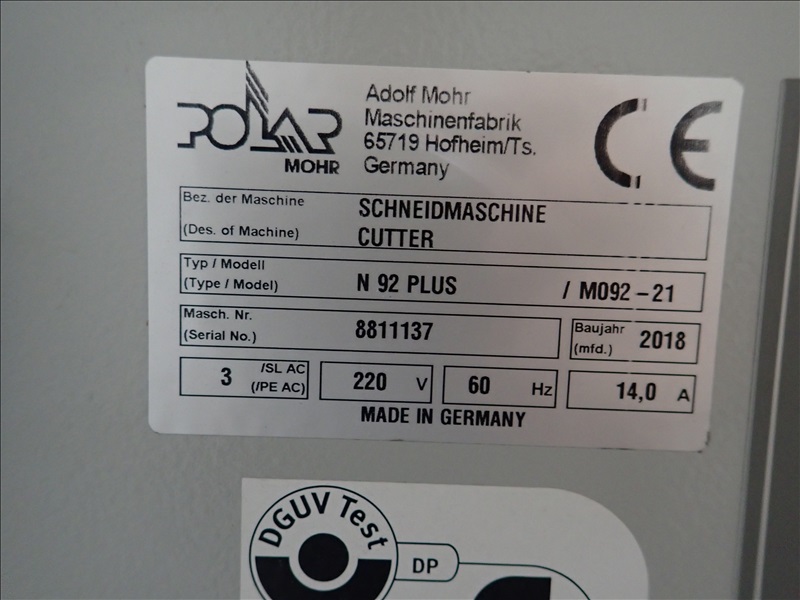 POLAR
MOHR
Adolf Mohr
Maschinenfabrik
65719 Hofheim/Ts.
Germany
CE
Bez. der Maschine
(Des. of Machine)
SCHNEIDMASCHINE
CUTTER
Typ / Modell
(Type / Model)
N 92 PLUS / M092-21
Masch. Nr.
(Serial No.)
8811137
Baujahr
(mfd.)
2018
3 /SL AC
(/PE AC)
220 V
60 Hz
14,0 A
MADE IN GERMANY
DGUV Test
DP